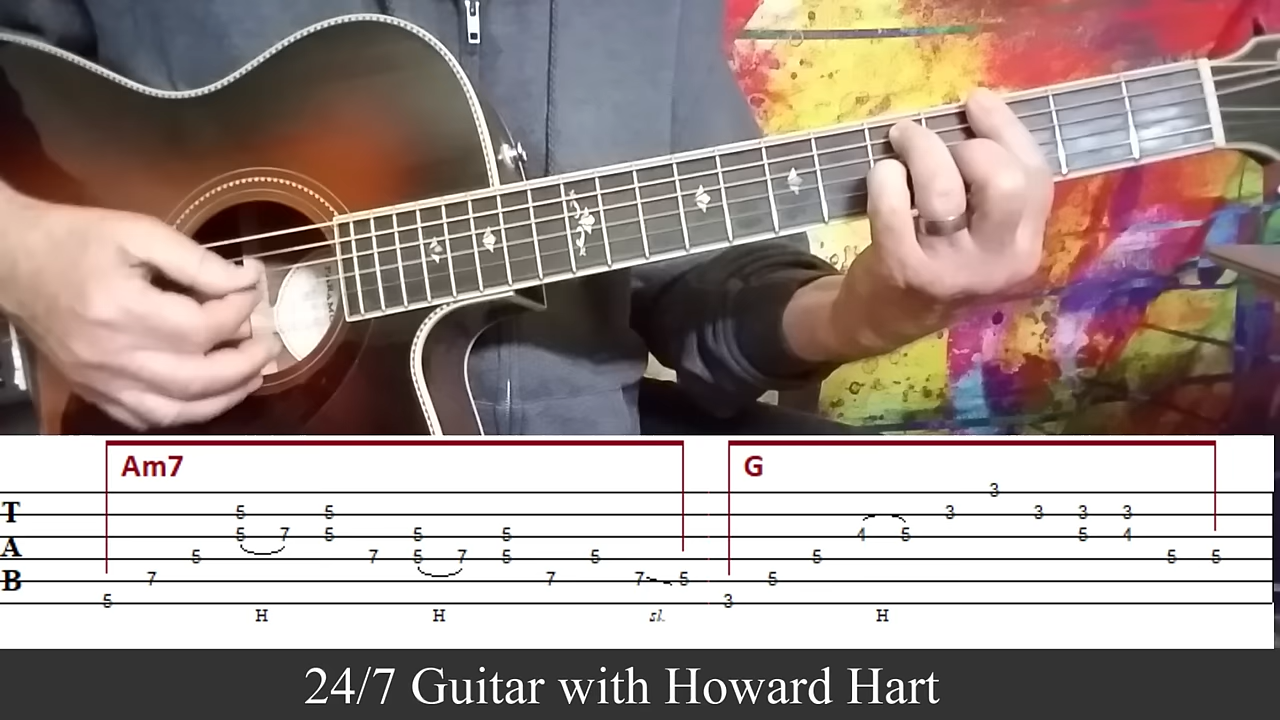 Am7 G
3
T 5 5 3 3 3 3
5 7 5 5 5 4 5 5 4
A 5 7 5 7 5 5 5 5 5
B 7 7 7 5 5
5 3
H H sl. H
24/7 Guitar with Howard Hart